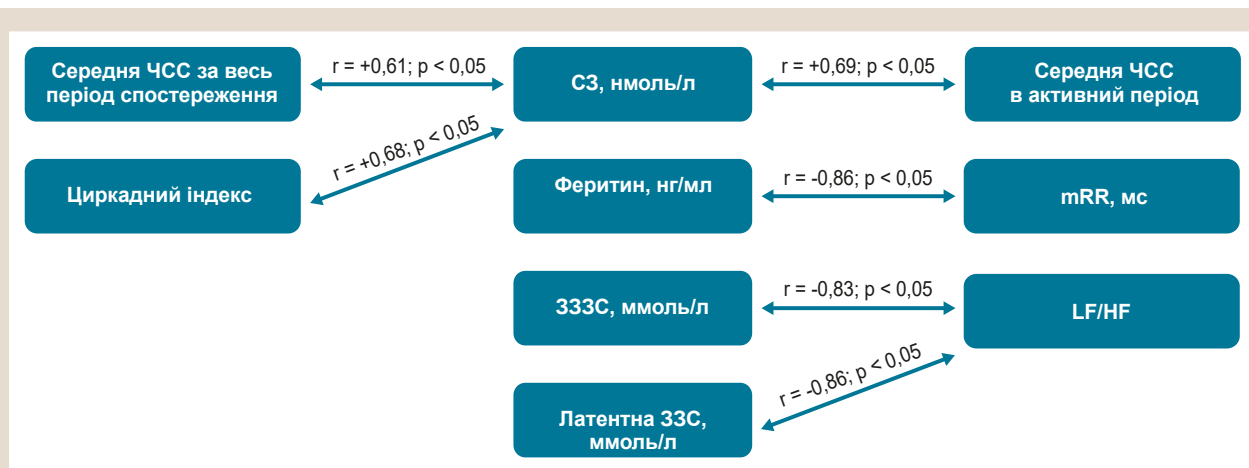 Середня ЧСС за весь
період спостереження
r = +0,61; p < 0,05
СЗ, нмоль/л
r = +0,69; p < 0,05
Середня ЧСС
в активний період
Циркадний індекс
r = +0,68; p < 0,05
Феритин, нг/мл
r = -0,86; p < 0,05
mRR, мс
ЗЗЗС, ммоль/л
r = -0,83; p < 0,05
LF/HF
Латентна ЗЗС,
ммоль/л
r = -0,86; p < 0,05